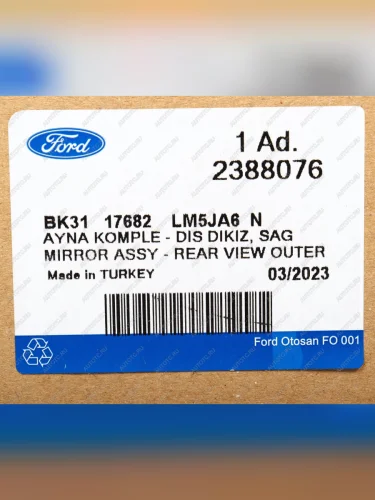 Ford
1 Ad.
2388076
BK31 17682 LM5JA6 N
AYNA KOMPLE - DIS DIKIZ, SAG
MIRROR ASSY - REAR VIEW OUTER
Made in TURKEY 03/2023
Ford Otosan FO 001